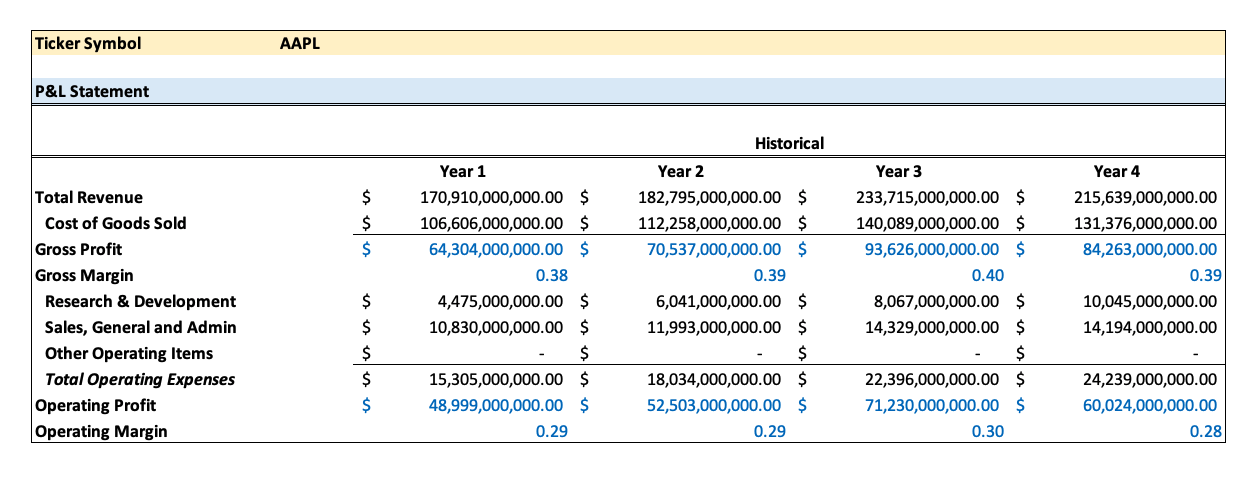 Ticker Symbol AAPL
P&L Statement
Historical
Year 1 Year 2 Year 3 Year 4
Total Revenue $ 170,910,000,000.00 $ 182,795,000,000.00 $ 233,715,000,000.00 $ 215,639,000,000.00
Cost of Goods Sold $ 106,606,000,000.00 $ 112,258,000,000.00 $ 140,089,000,000.00 $ 131,376,000,000.00
Gross Profit $ 64,304,000,000.00 $ 70,537,000,000.00 $ 93,626,000,000.00 $ 84,263,000,000.00
Gross Margin 0.38 0.39 0.40 0.39
Research & Development $ 4,475,000,000.00 $ 6,041,000,000.00 $ 8,067,000,000.00 $ 10,045,000,000.00
Sales, General and Admin $ 10,830,000,000.00 $ 11,993,000,000.00 $ 14,329,000,000.00 $ 14,194,000,000.00
Other Operating Items $ - $ - $ - $ -
Total Operating Expenses $ 15,305,000,000.00 $ 18,034,000,000.00 $ 22,396,000,000.00 $ 24,239,000,000.00
Operating Profit $ 48,999,000,000.00 $ 52,503,000,000.00 $ 71,230,000,000.00 $ 60,024,000,000.00
Operating Margin 0.29 0.29 0.30 0.28